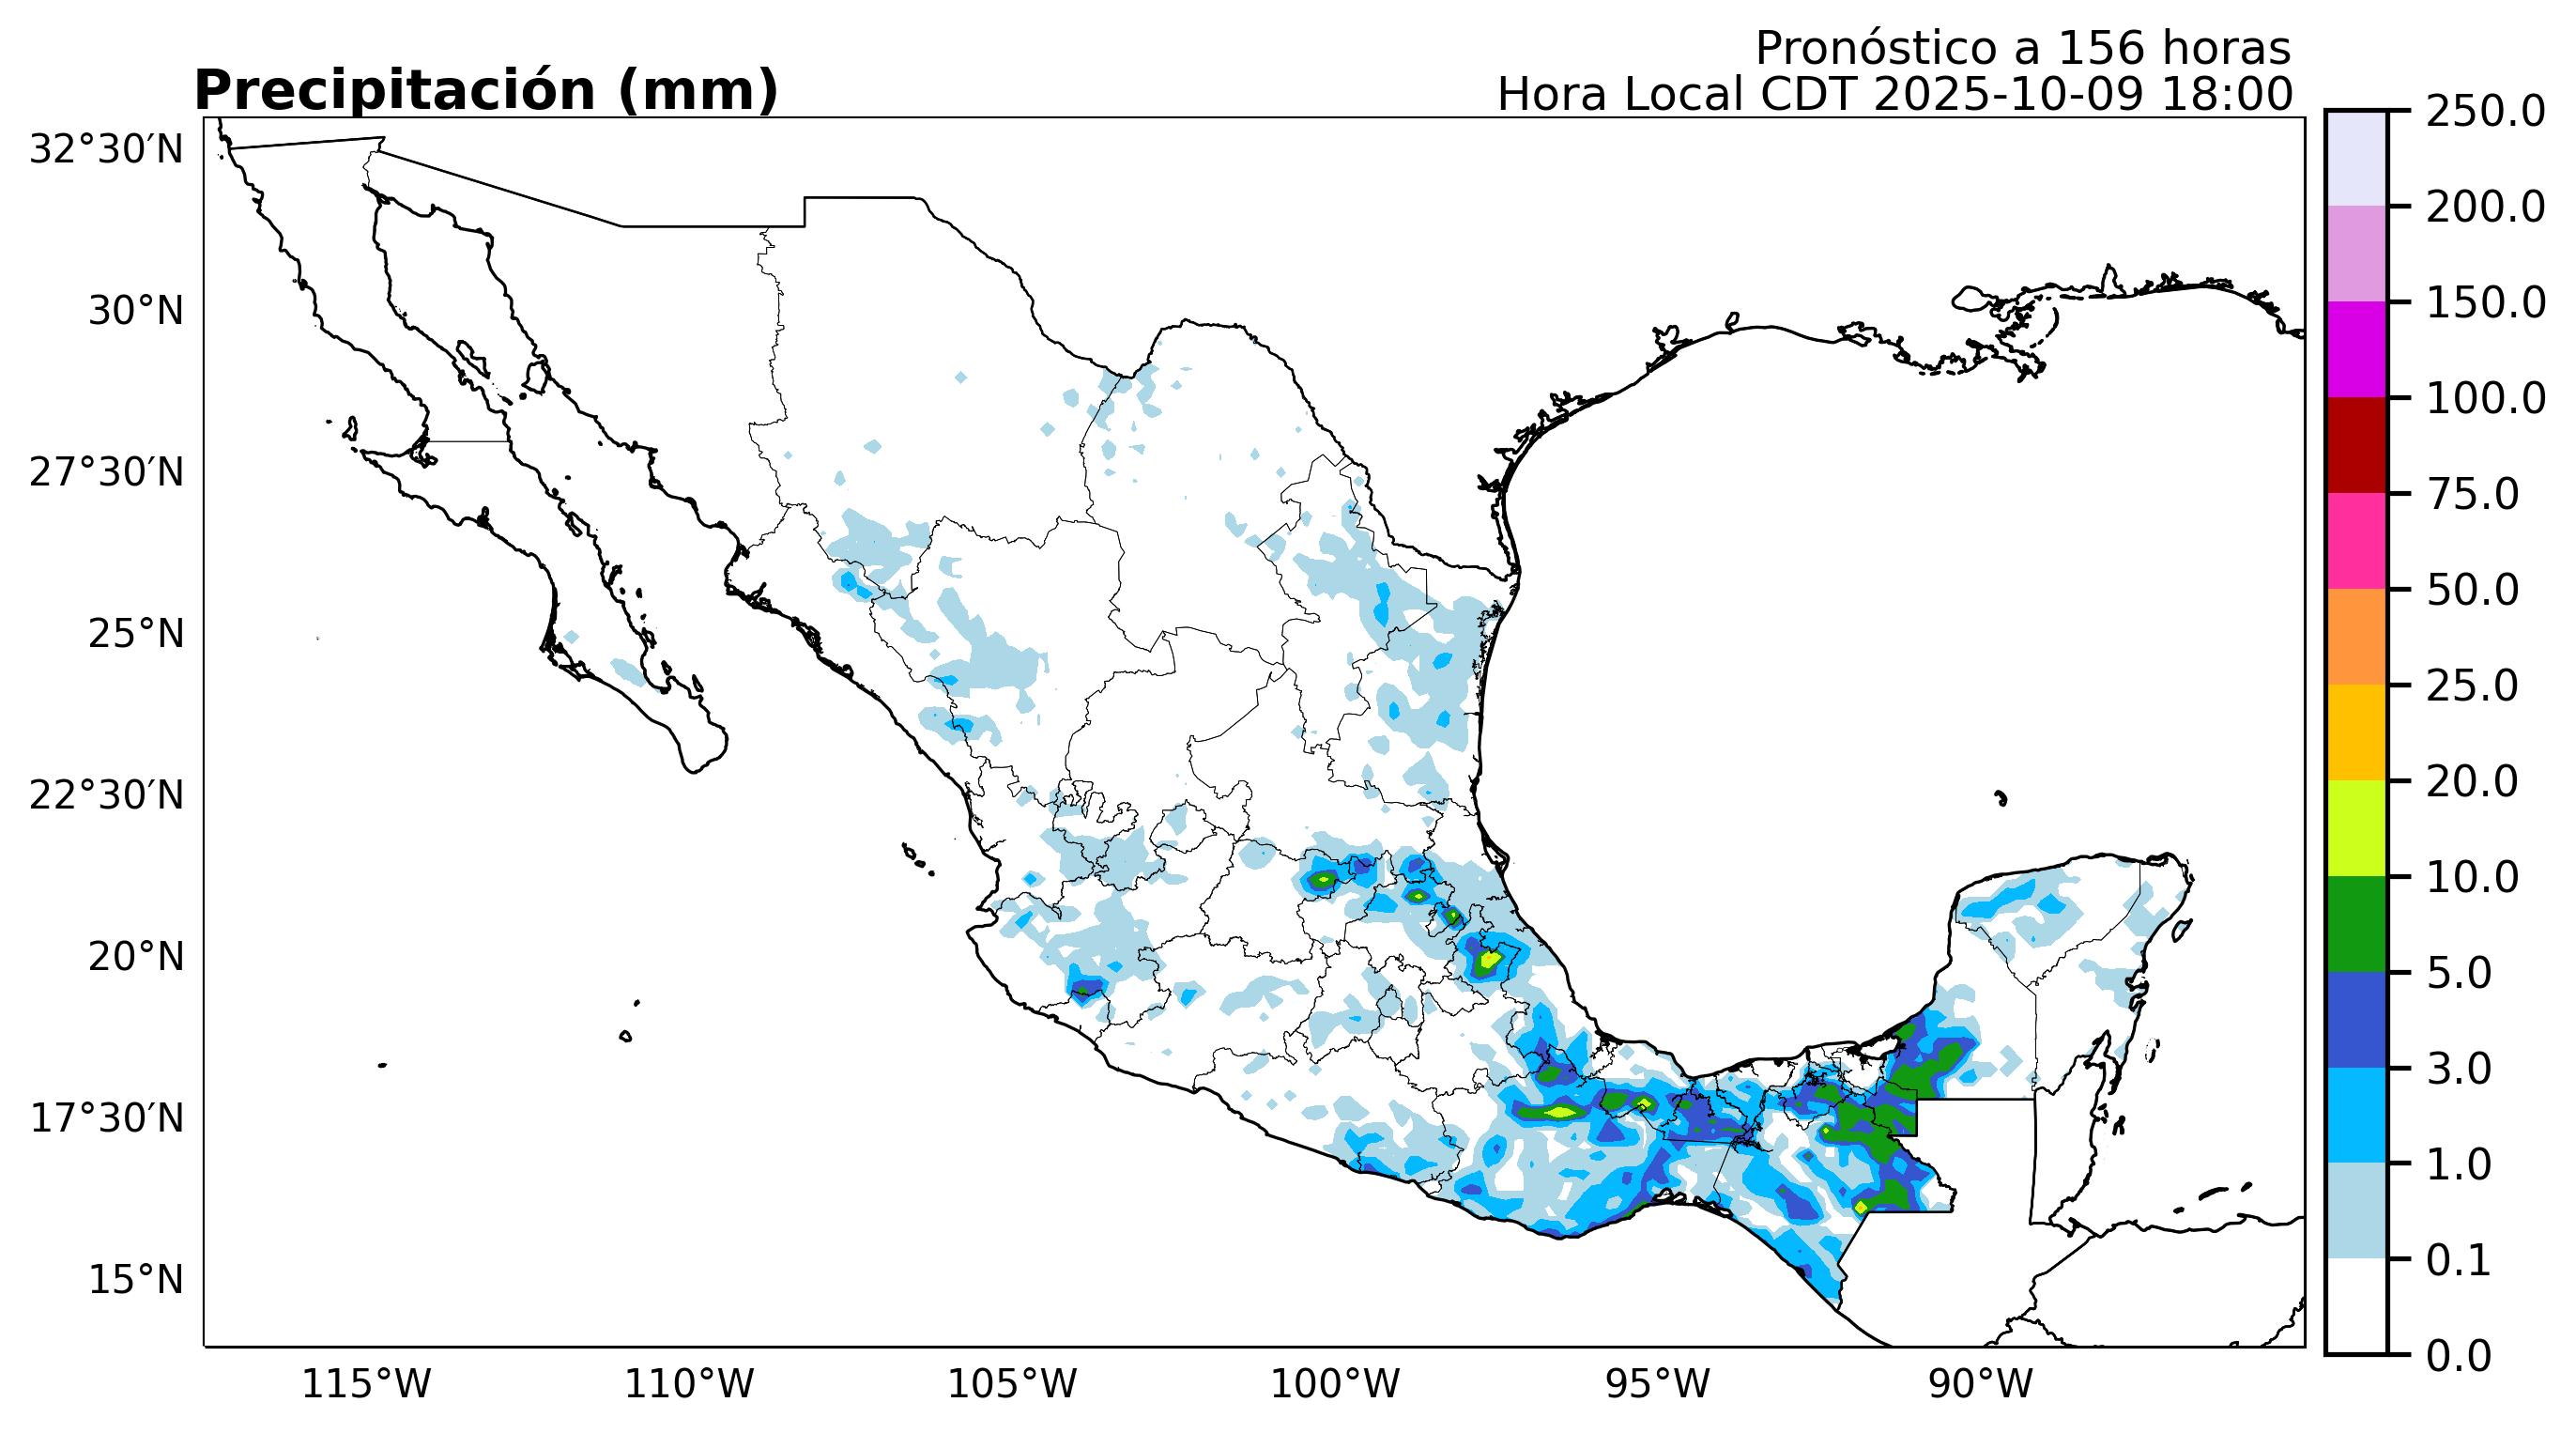 Pronóstico a 156 horas
Precipitación (mm)
Hora Local CDT 2025-10-09 18:00
32°30′N
30°N
27°30′N
25°N
22°30′N
20°N
17°30′N
15°N
115°W
110°W
105°W
100°W
95°W
90°W
250.0
200.0
150.0
100.0
75.0
50.0
25.0
20.0
10.0
5.0
3.0
1.0
0.1
0.0